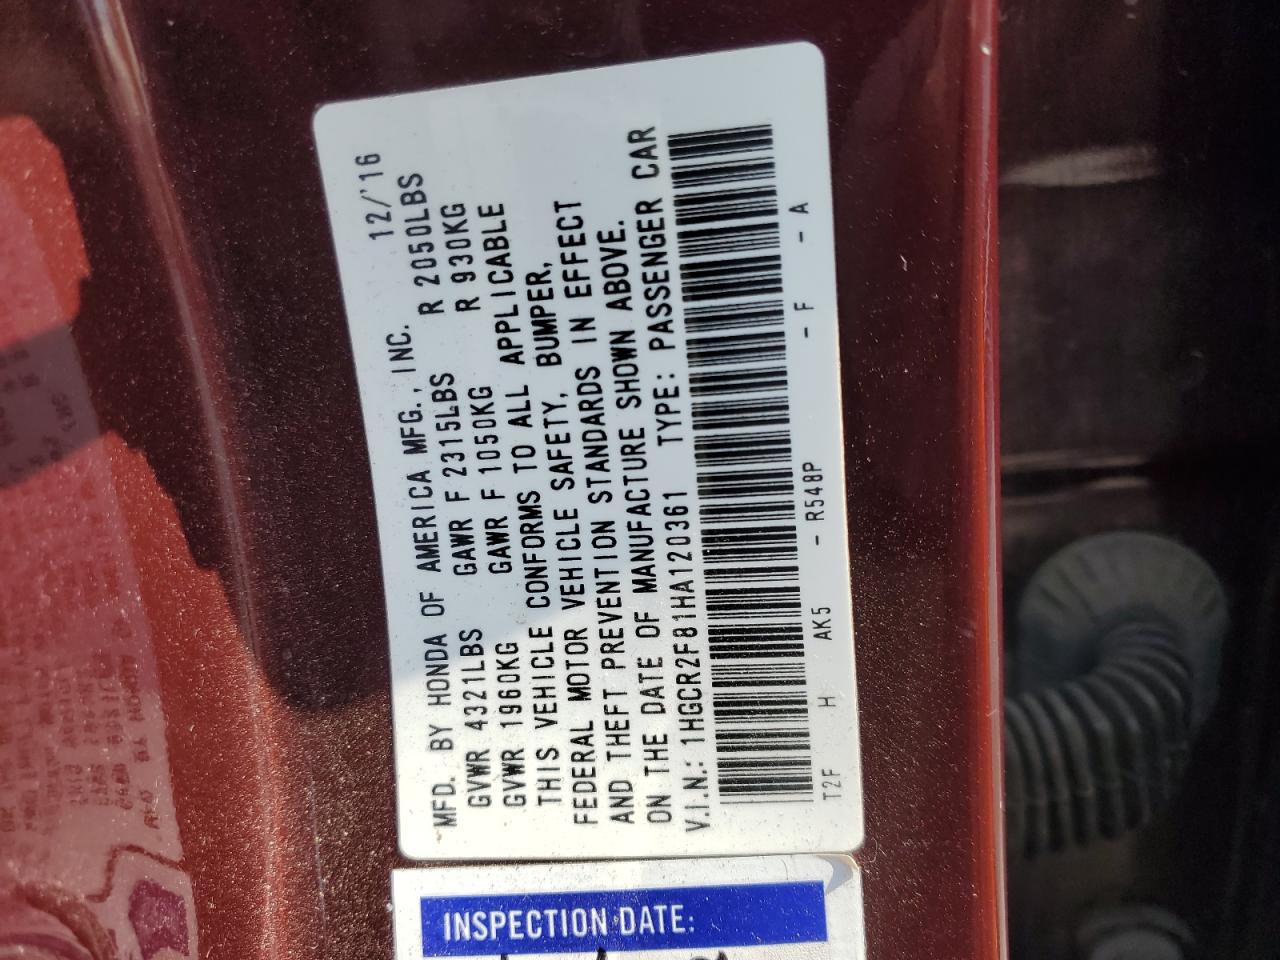 MFD. BY HONDA OF AMERICA MFG., INC. 12/'16
GVWR 4321LBS GAWR F 2315LBS R 2050LBS
GVWR 1960KG GAWR F 1050KG R 930KG
THIS VEHICLE CONFORMS TO ALL APPLICABLE
FEDERAL MOTOR VEHICLE SAFETY, BUMPER,
AND THEFT PREVENTION STANDARDS IN EFFECT
ON THE DATE OF MANUFACTURE SHOWN ABOVE.
V.I.N.: 1HGCR2F81HA120361 TYPE: PASSENGER CAR
T2F H AK5 - R548P - F - A
INSPECTION DATE: